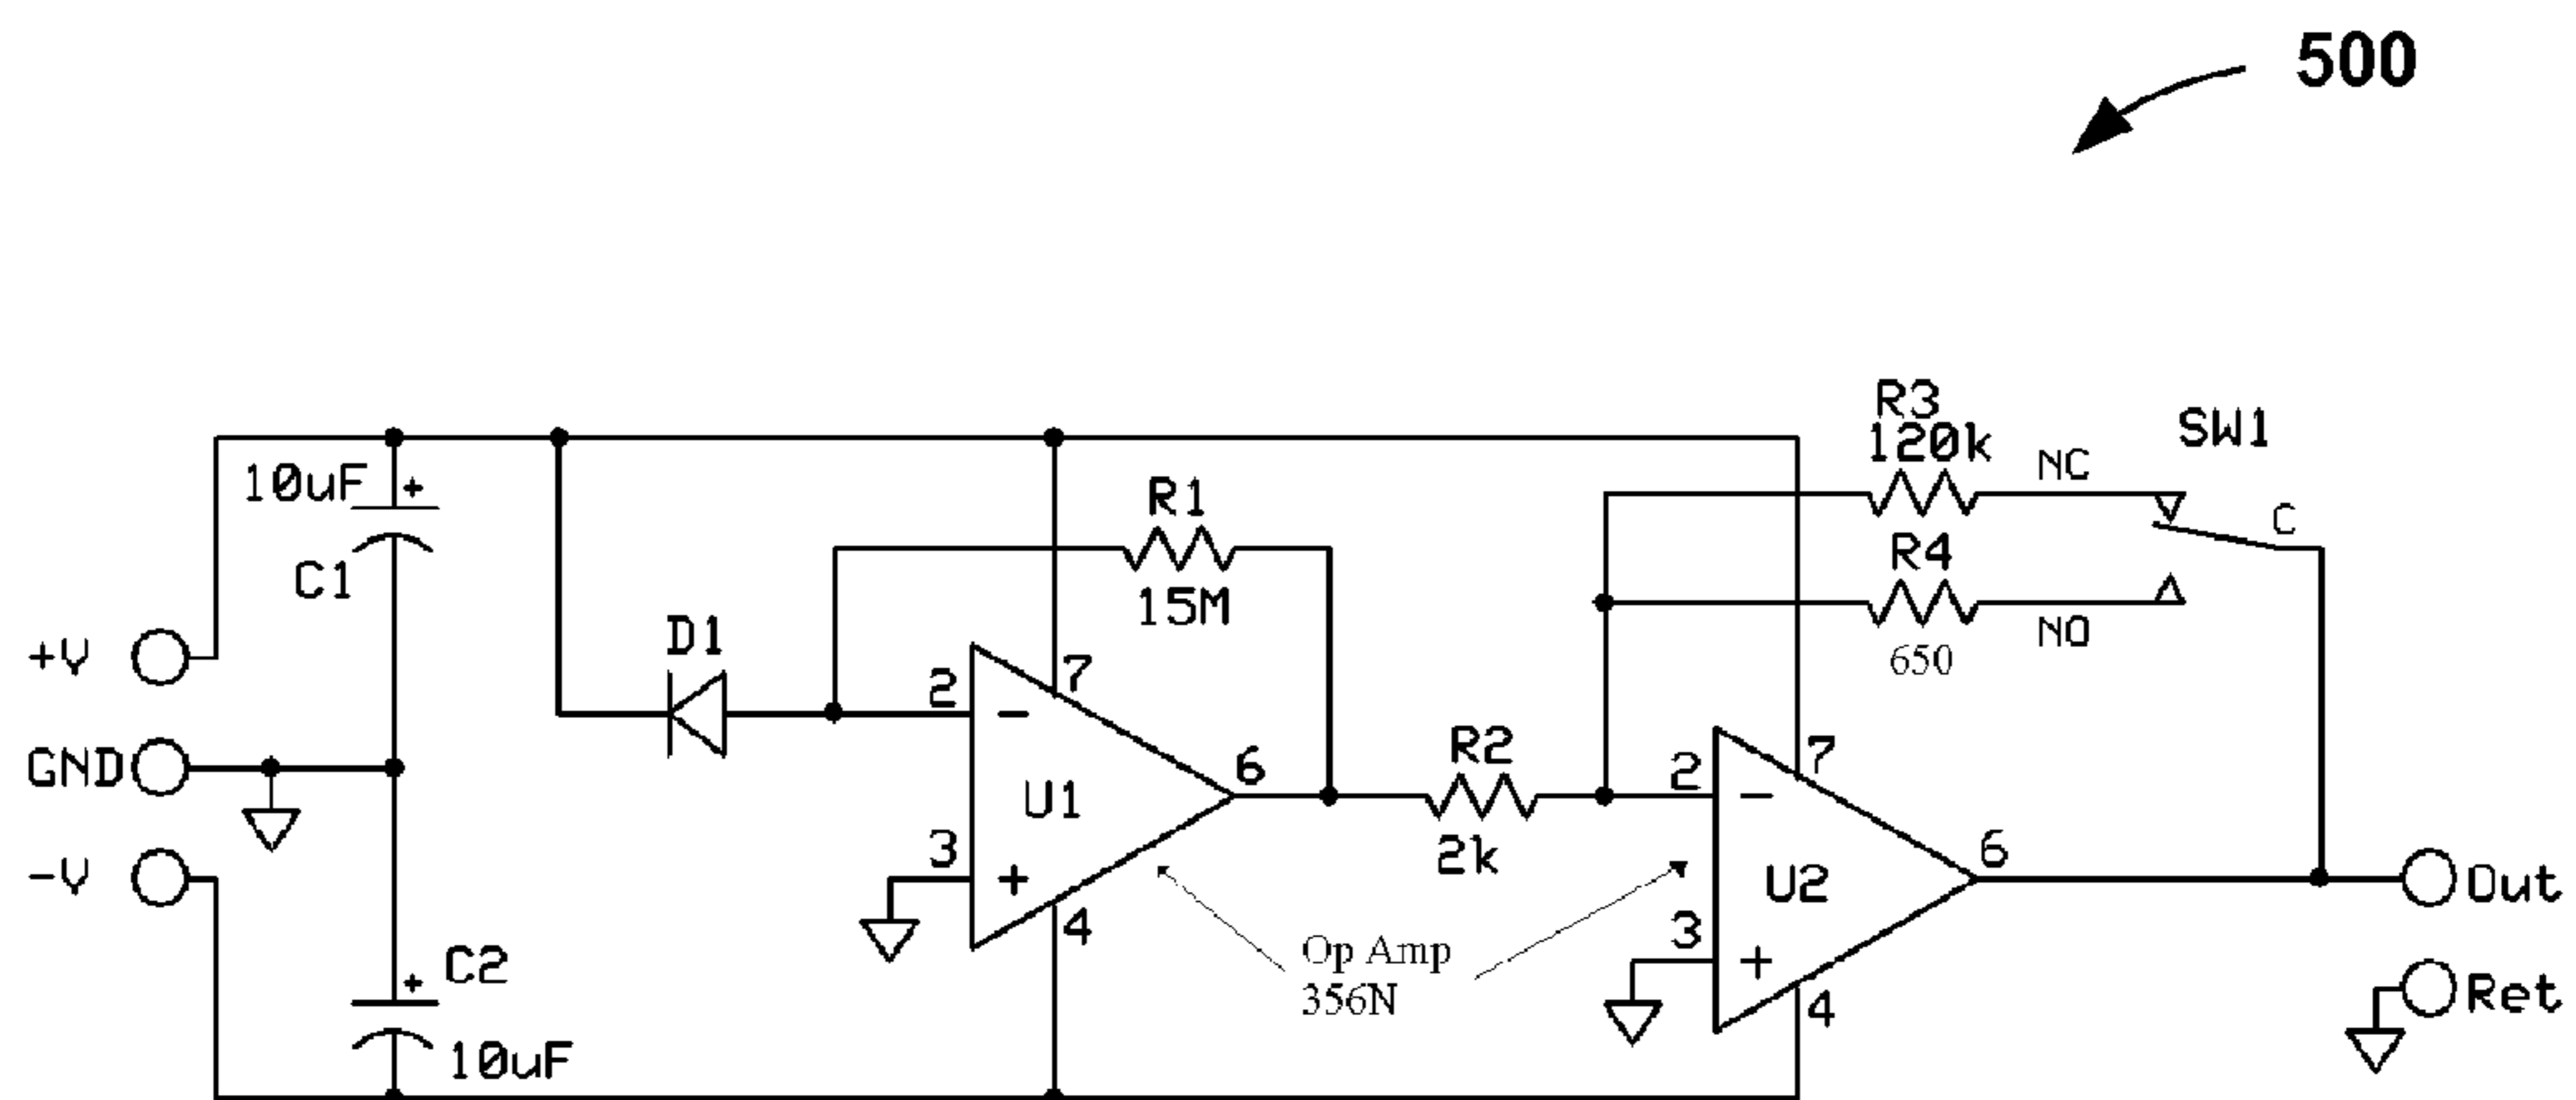 500
R3
120k
NC
SW1
10uF
+
R1
C
C1
15M
R4
NO
650
+V
D1
2
7
-
GND
6
R2
2
7
-
U1
3
+
2k
6
-V
U2
Out
4
Op Amp
356N
3
+
4
Ret
C2
+
10uF